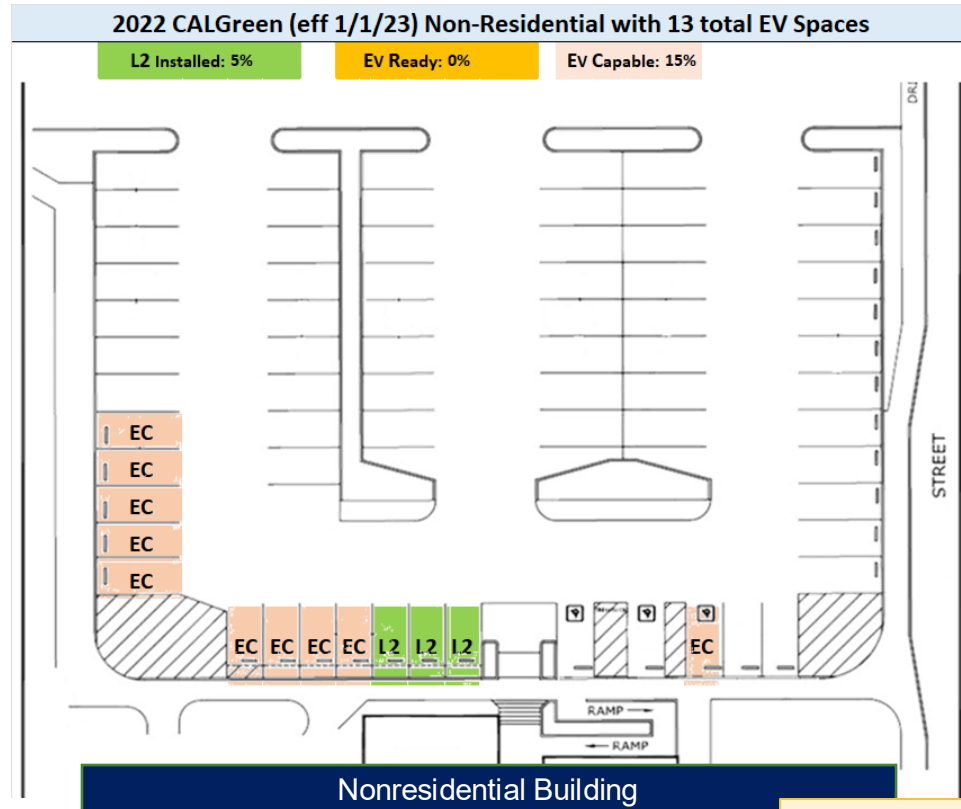 2022 CALGreen (eff 1/1/23) Non-Residential with 13 total EV Spaces
L2 Installed: 5% EV Ready: 0% EV Capable: 15%
DRI
EC
EC
EC
EC
EC
STREET
EC EC EC EC L2 L2 L2 EC
RAMP
RAMP
Nonresidential Building